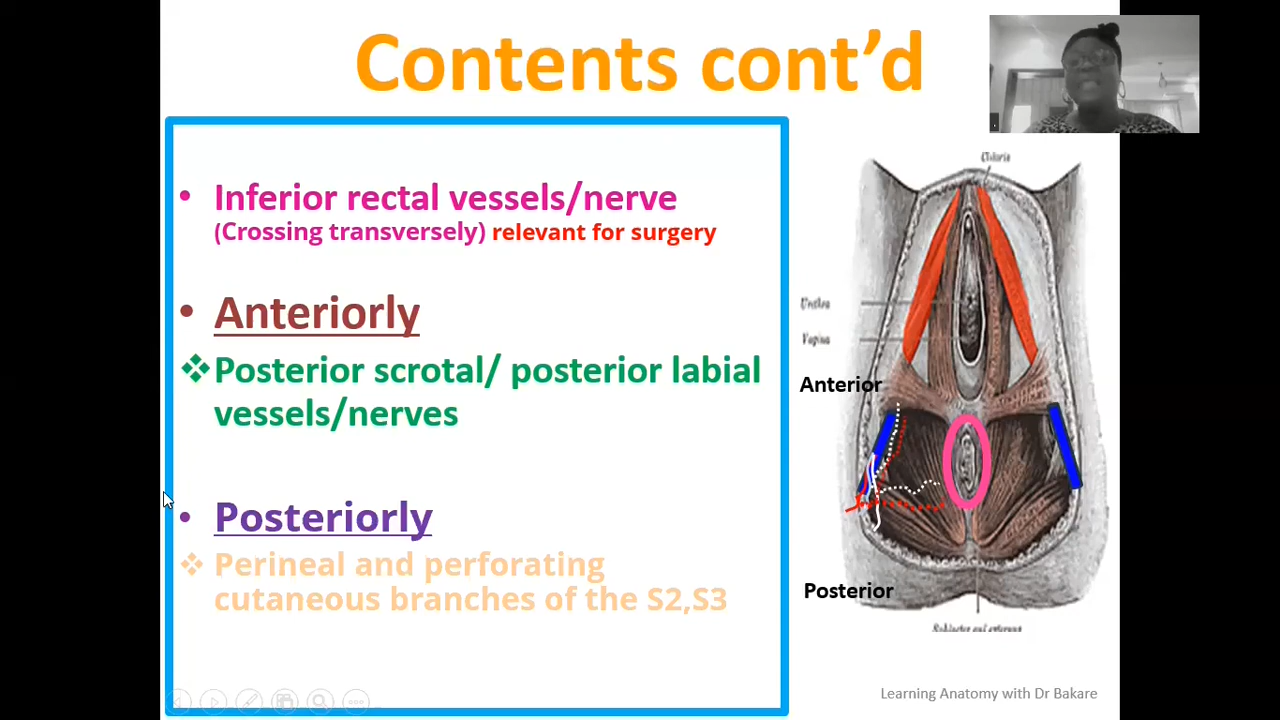 Contents cont’d
• Inferior rectal vessels/nerve
(Crossing transversely) relevant for surgery
• Anteriorly
❖Posterior scrotal/ posterior labial
vessels/nerves
• Posteriorly
❖ Perineal and perforating
cutaneous branches of the S2,S3
Clitoris
Urethra
Vagina
Anterior
Posterior
Learning Anatomy with Dr Bakare